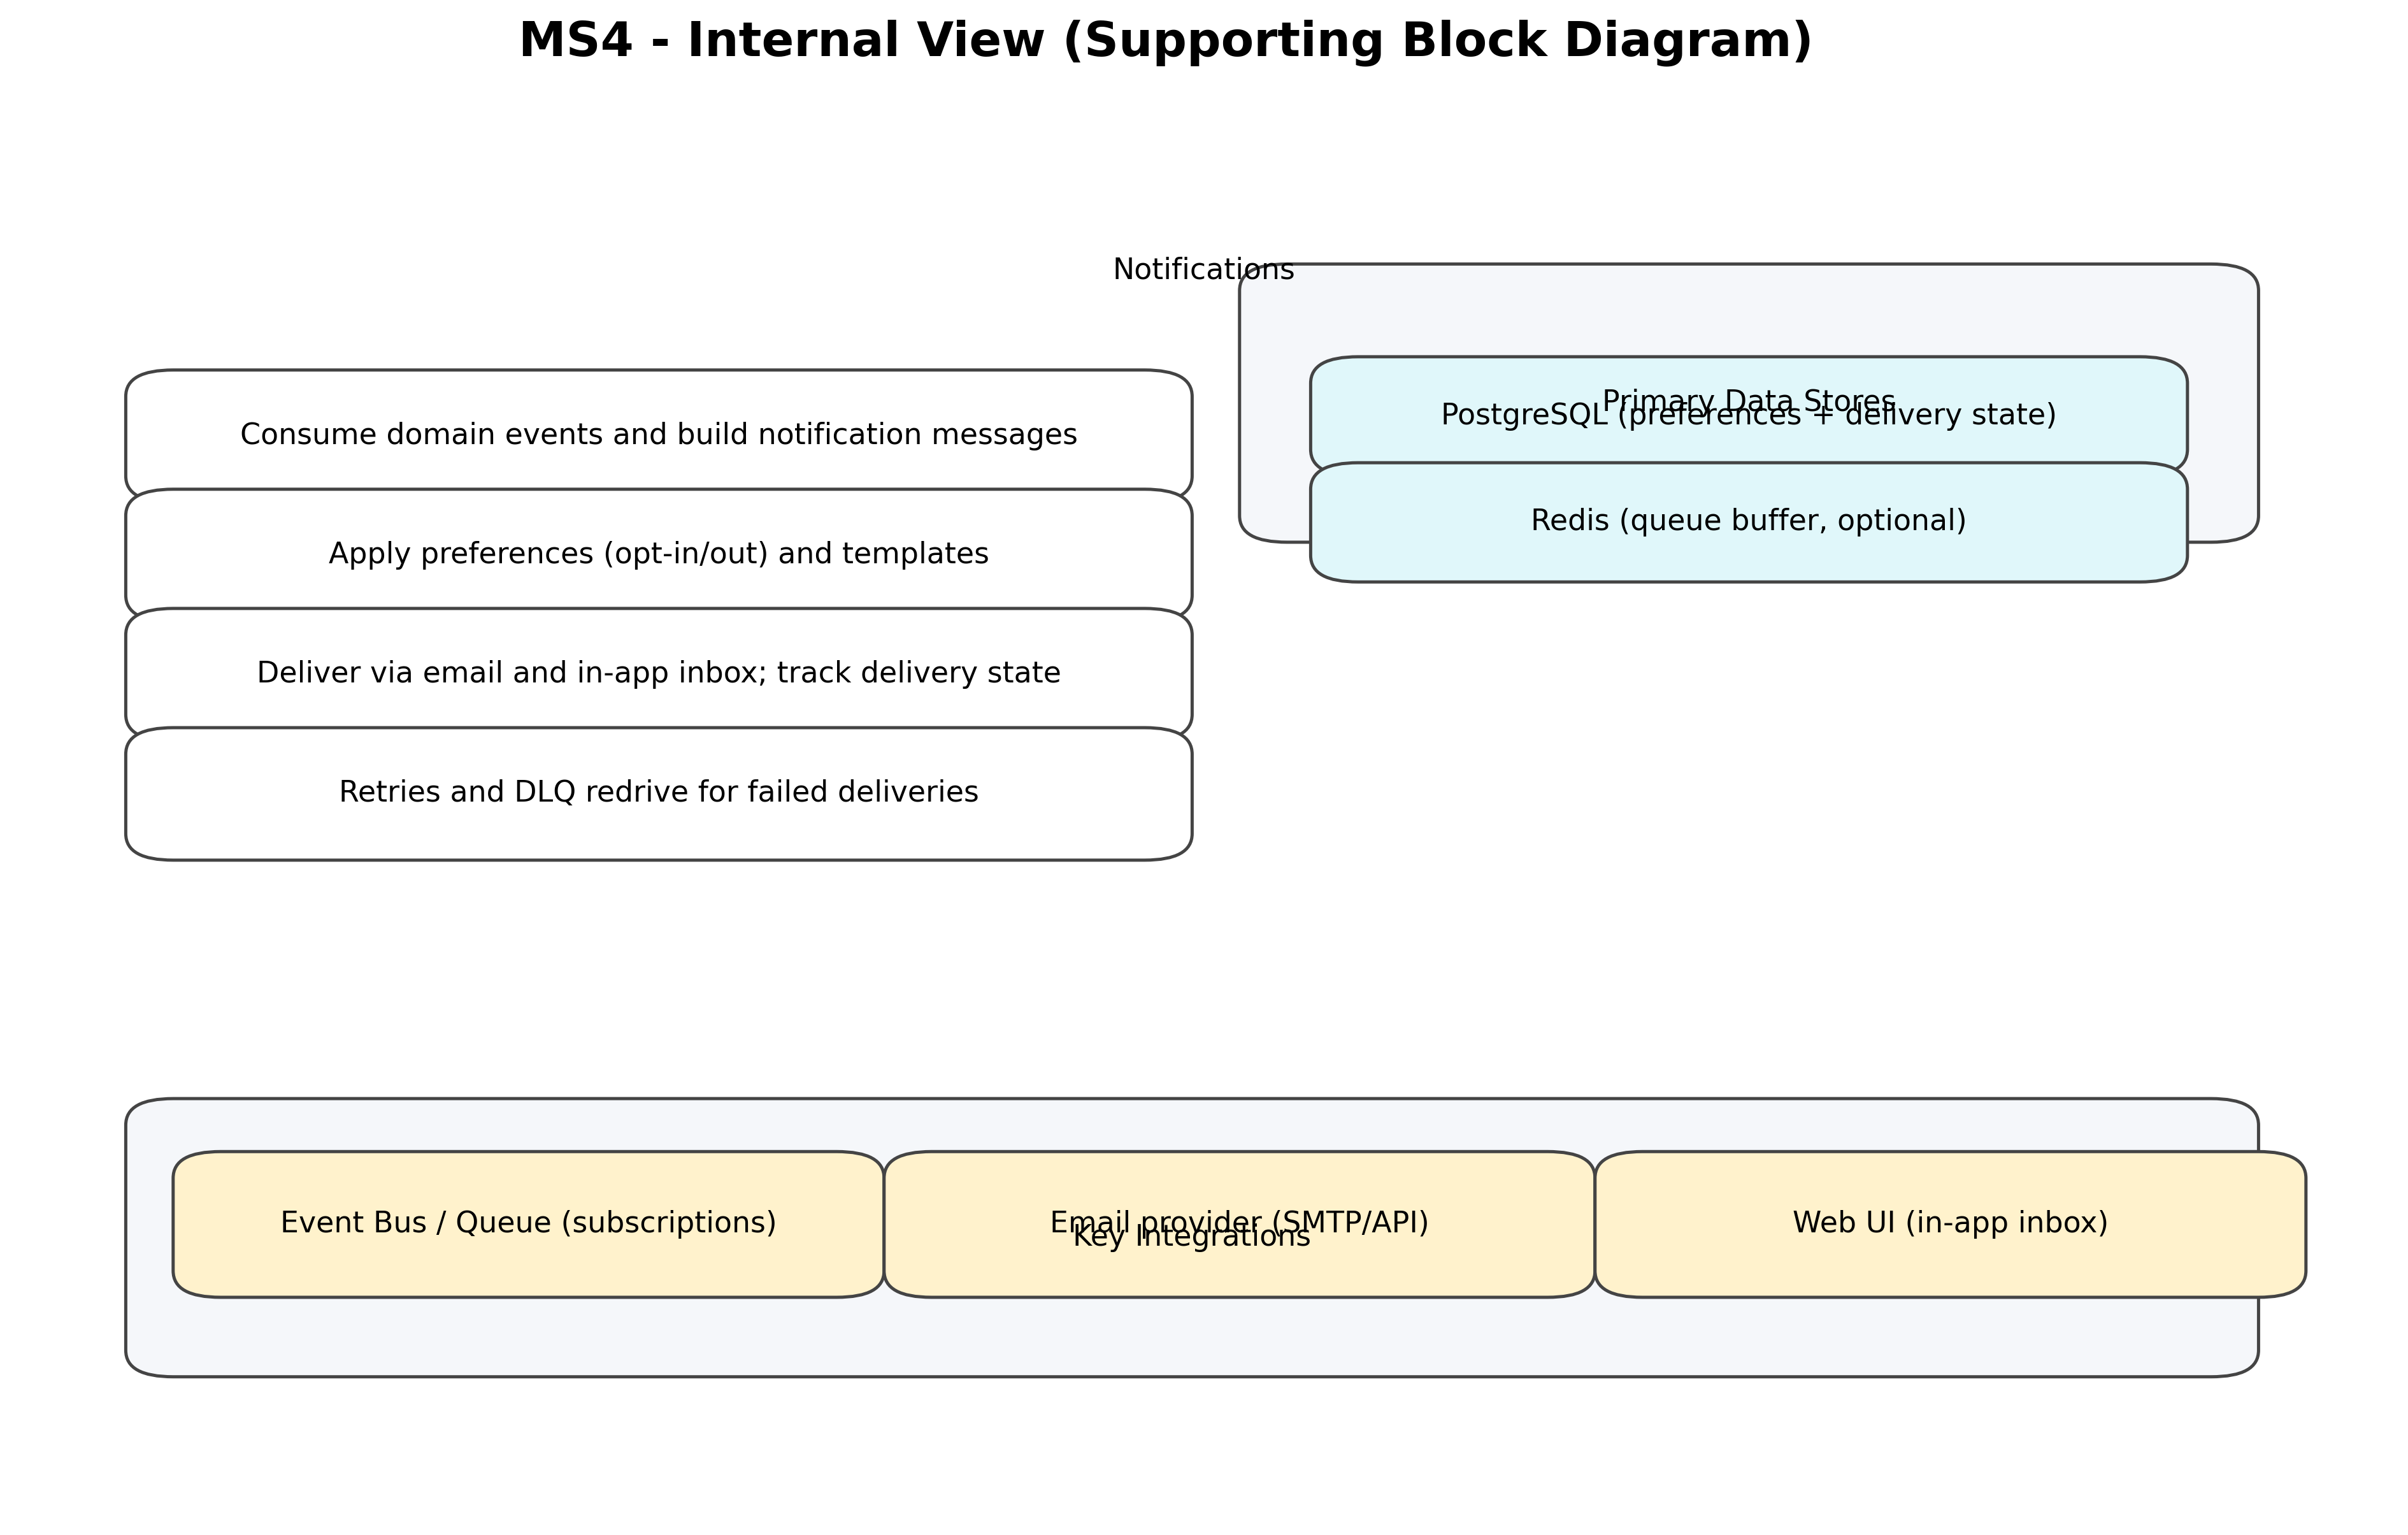 MS4 - Internal View (Supporting Block Diagram)
Notifications
Consume domain events and build notification messages
Apply preferences (opt-in/out) and templates
Deliver via email and in-app inbox; track delivery state
Retries and DLQ redrive for failed deliveries
Primary Data Stores
PostgreSQL (preferences + delivery state)
Redis (queue buffer, optional)
Event Bus / Queue (subscriptions)
Email provider (SMTP/API)
Key Integrations
Web UI (in-app inbox)